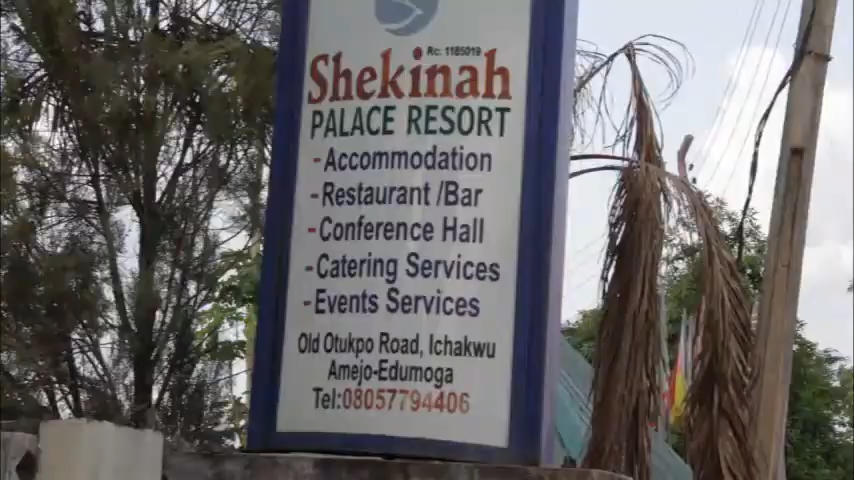 Rc: 1185019
Shekinah
PALACE RESORT
- Accommodation
- Restaurant /Bar
- Conference Hall
- Catering Services
- Events Services
Old Otukpo Road, Ichakwu
Amejo-Edumoga
Tel:08057794406